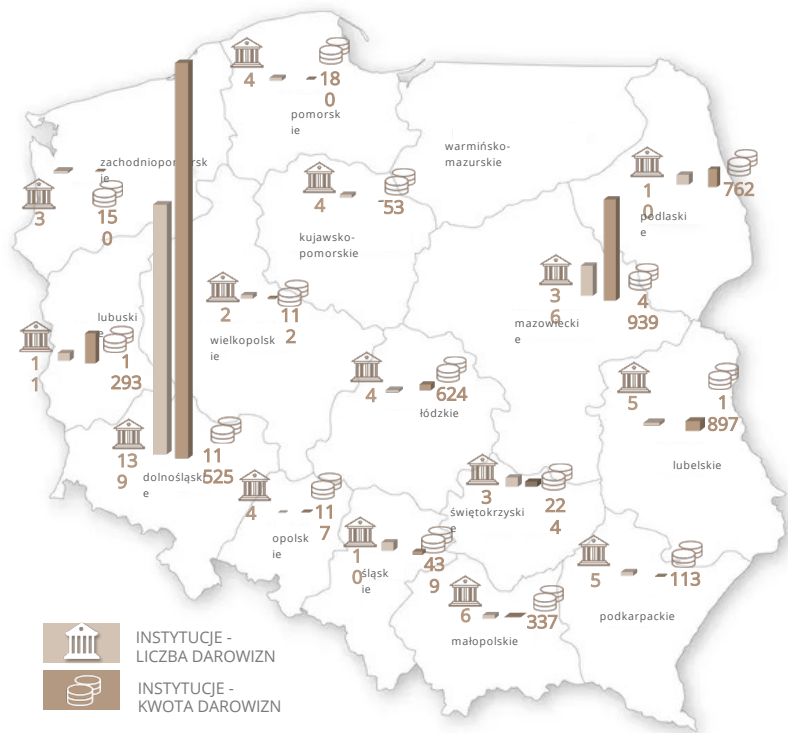 4
18
0
pomorsk
ie
warmińsko-
mazurskie
zachodniopomorsk
ie
3
15
0
4
53
kujawsko-
pomorskie
1
0
762
podlaski
e
lubuski
e
1
1
1
293
2
11
2
wielkopolsk
ie
3
6
4
939
mazowiecki
e
4
624
łódzkie
5
1
897
lubelskie
13
9
11
525
dolnośląski
e
4
11
7
opolsk
ie
3
22
4
świętokrzyski
e
1
0
43
9
śląsk
ie
6
337
małopolskie
5
113
podkarpackie
INSTYTUCJE -
LICZBA DAROWIZN
INSTYTUCJE -
KWOTA DAROWIZN